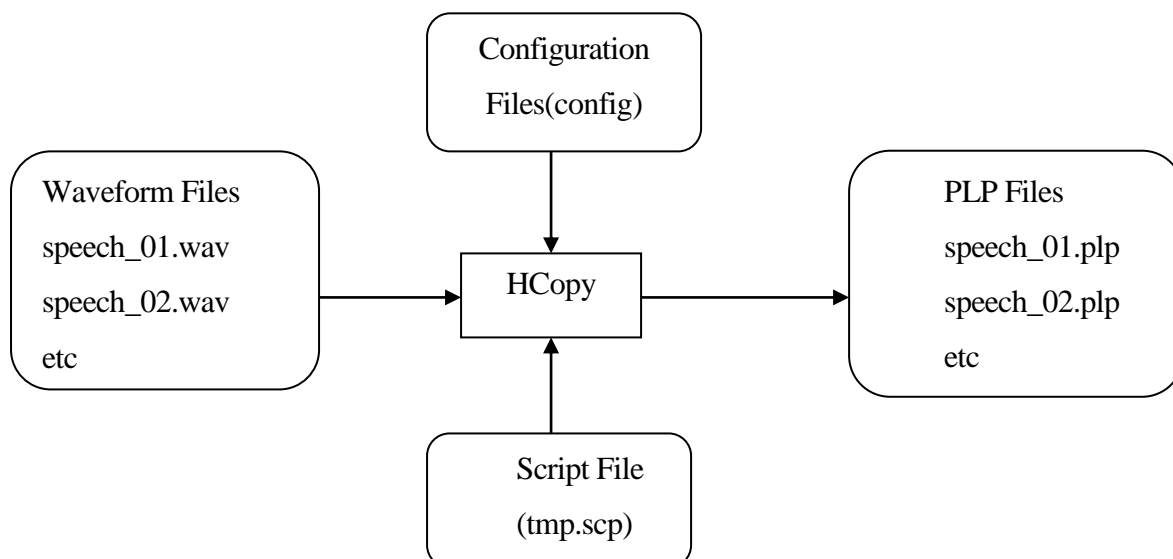 Configuration
Files(config)
Waveform Files
speech_01.wav
speech_02.wav
etc
HCopy
PLP Files
speech_01.plp
speech_02.plp
etc
Script File
(tmp.scp)